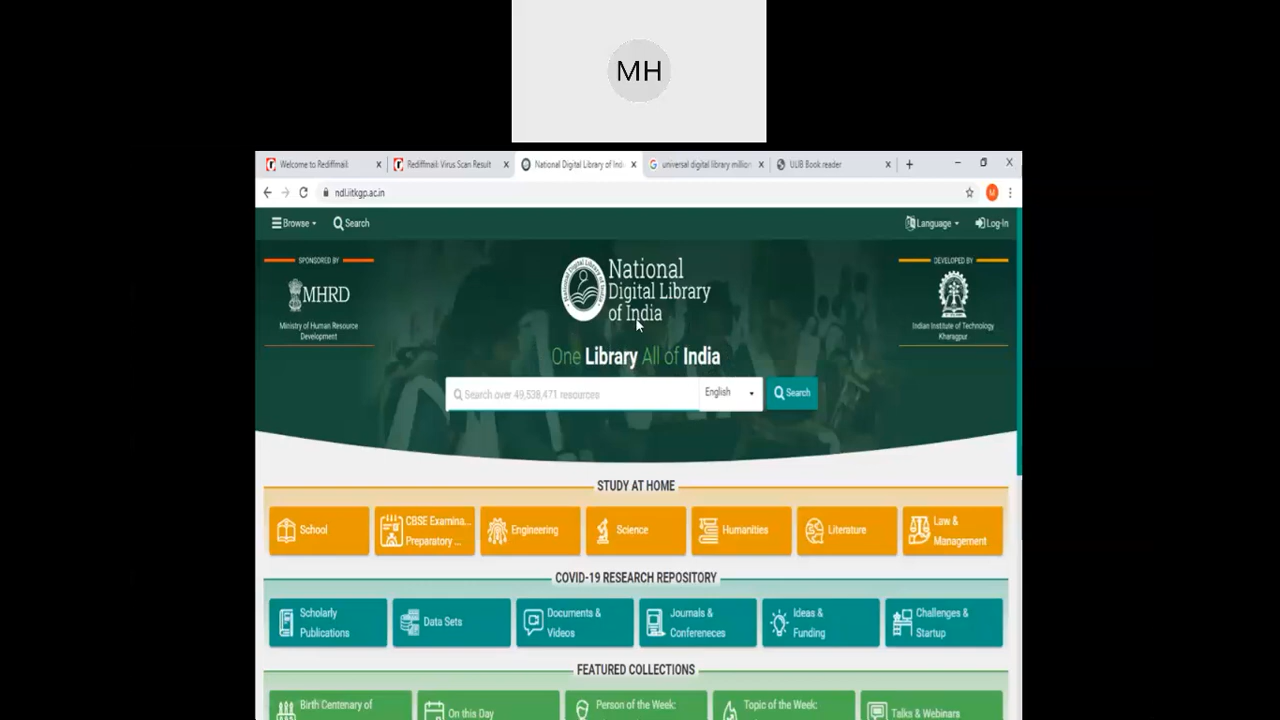 MH
Welcome to Rediffmail:
Rediffmail: Virus Scan Result
National Digital Library of Indi
universal digital library million
ULIB Book reader
ndl.iitkgp.ac.in
M
Browse
Search
Language
Log-In
SPONSORED BY
MHRD
Ministry of Human Resource
Development
National
Digital Library
of India
DEVELOPED BY
Indian Institute of Technology
Kharagpur
One Library All of India
Search over 49,538,471 resources
English
Search
STUDY AT HOME
School
CBSE Examina...
Preparatory ...
Engineering
Science
Humanities
Literature
Law &
Management
COVID-19 RESEARCH REPOSITORY
Scholarly
Publications
Data Sets
Documents &
Videos
Journals &
Confereneces
Ideas &
Funding
Challenges &
Startup
FEATURED COLLECTIONS
Birth Centenary of
On this Day
Person of the Week:
Topic of the Week:
Talks & Webinars